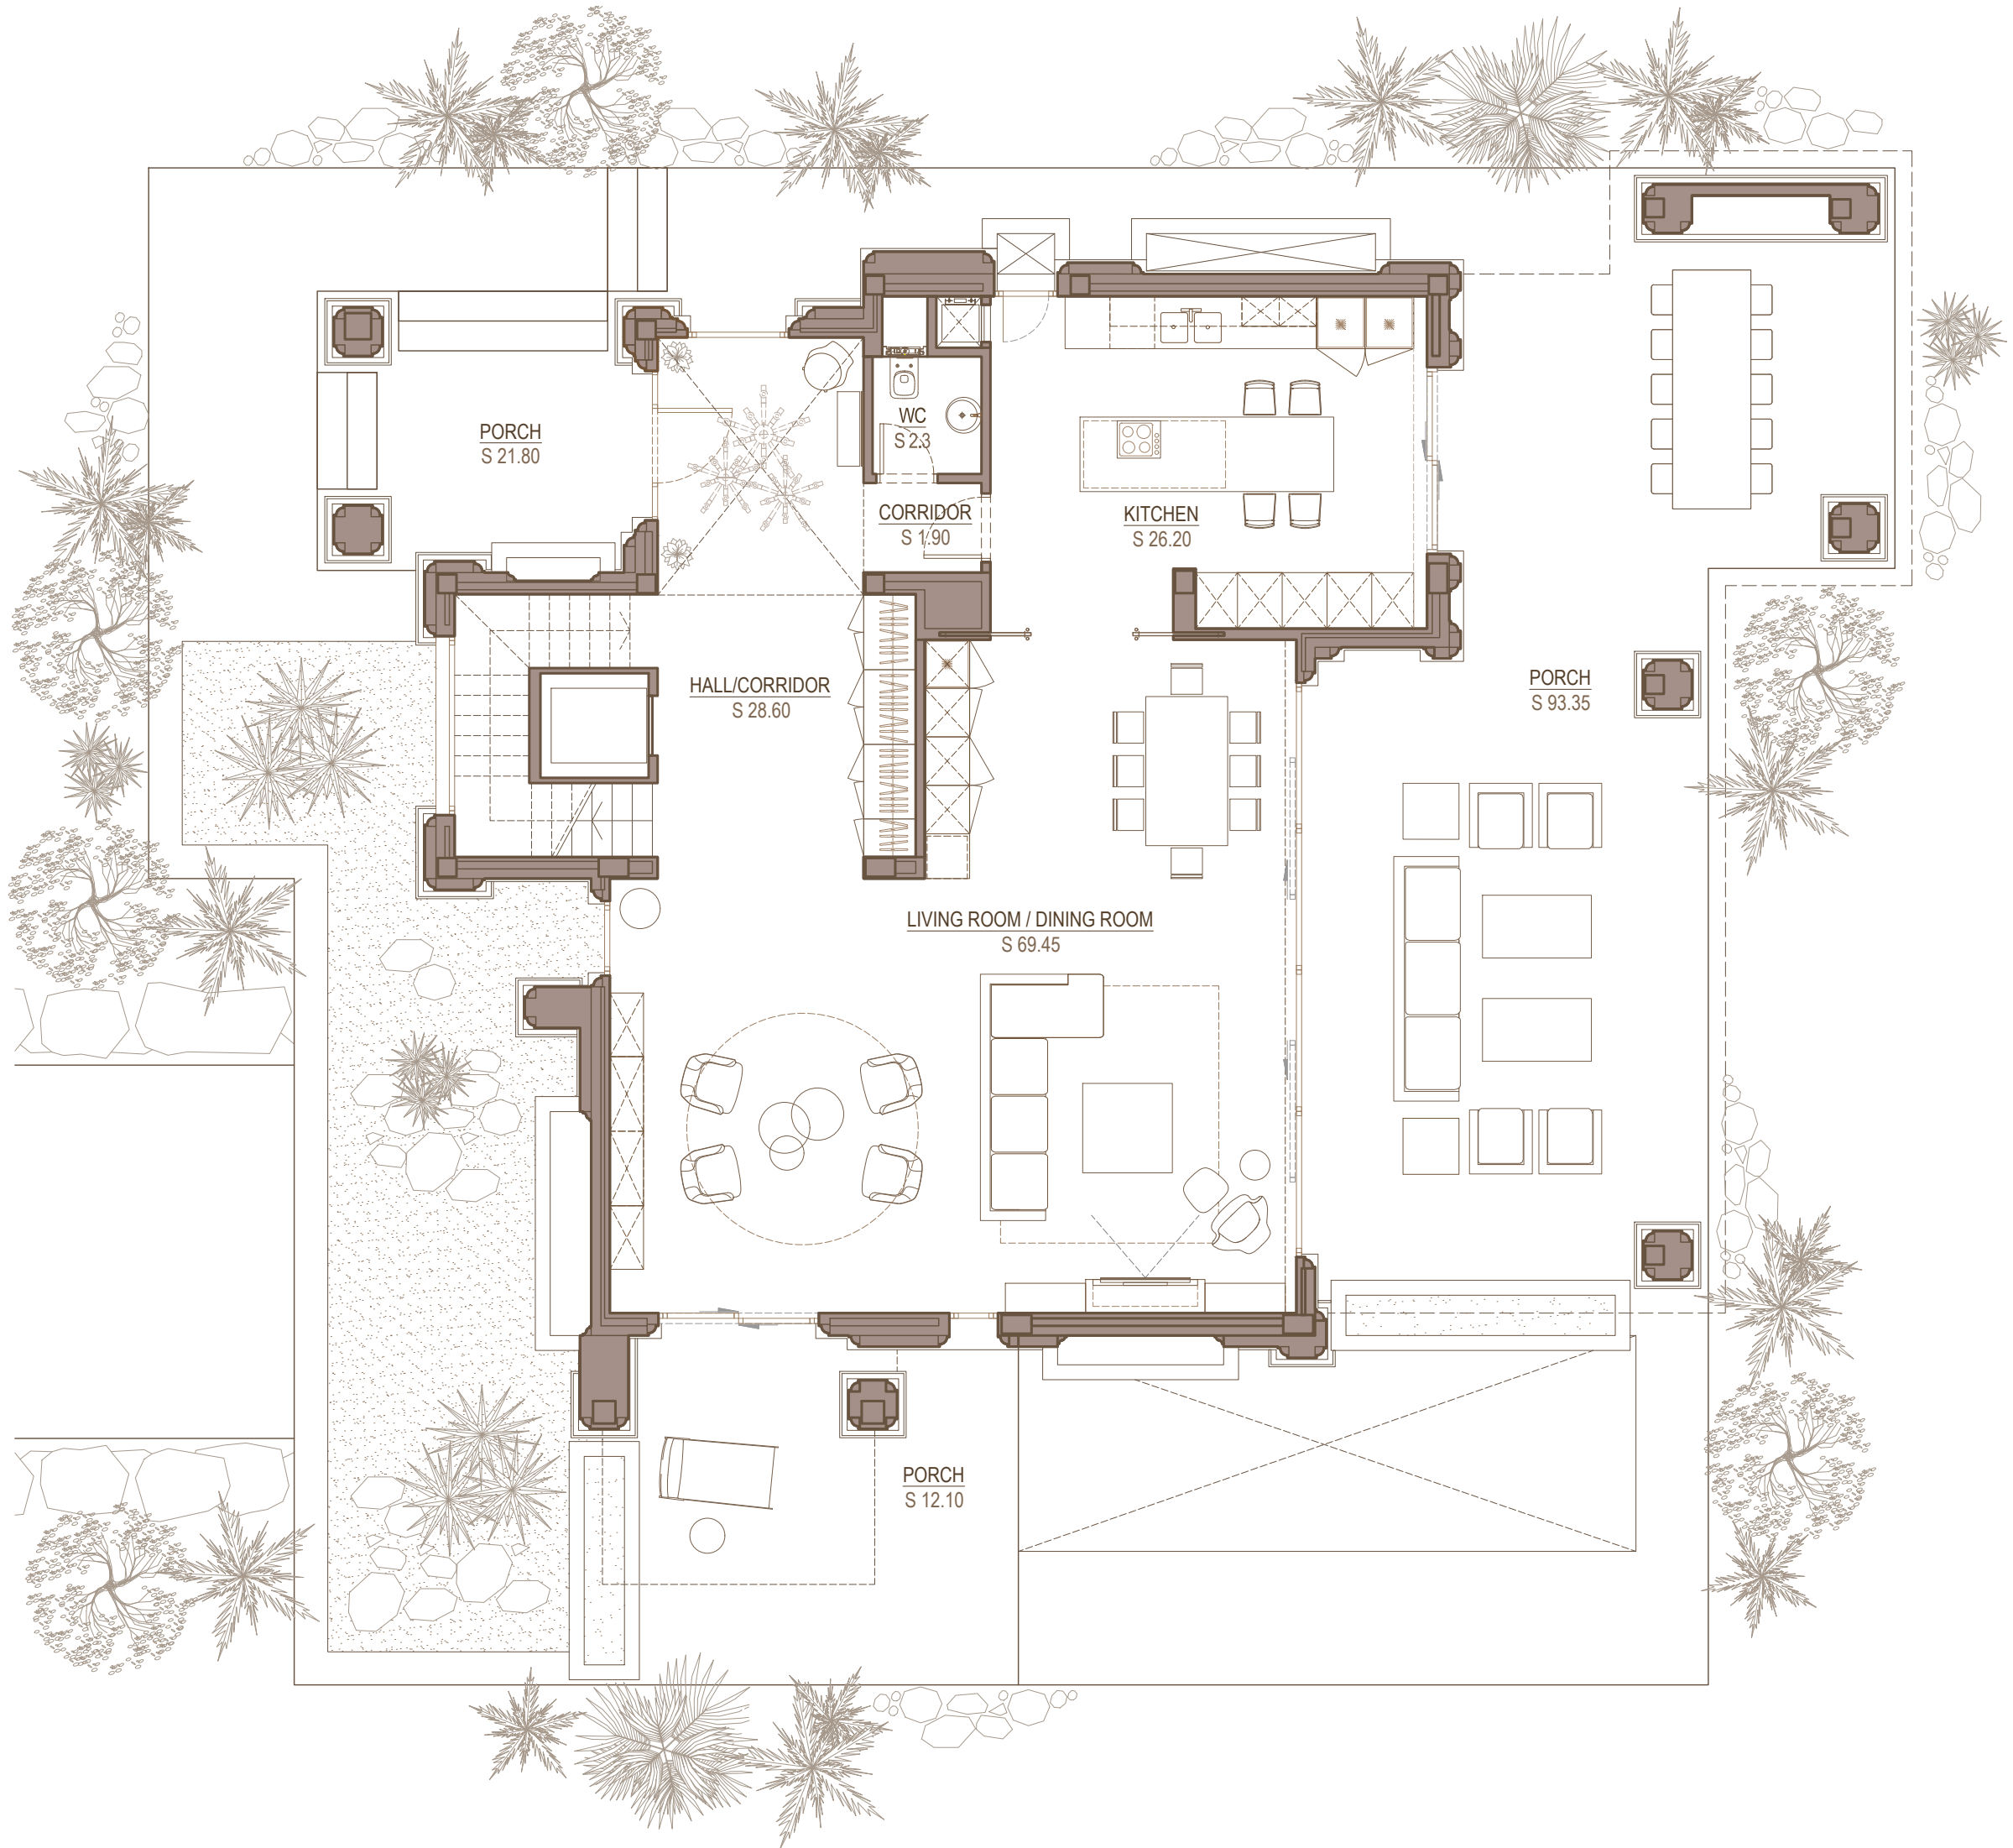 PORCH
S 21.80
WC
S 2.3
CORRIDOR
S 1.90
KITCHEN
S 26.20
HALL/CORRIDOR
S 28.60
PORCH
S 93.35
LIVING ROOM / DINING ROOM
S 69.45
PORCH
S 12.10